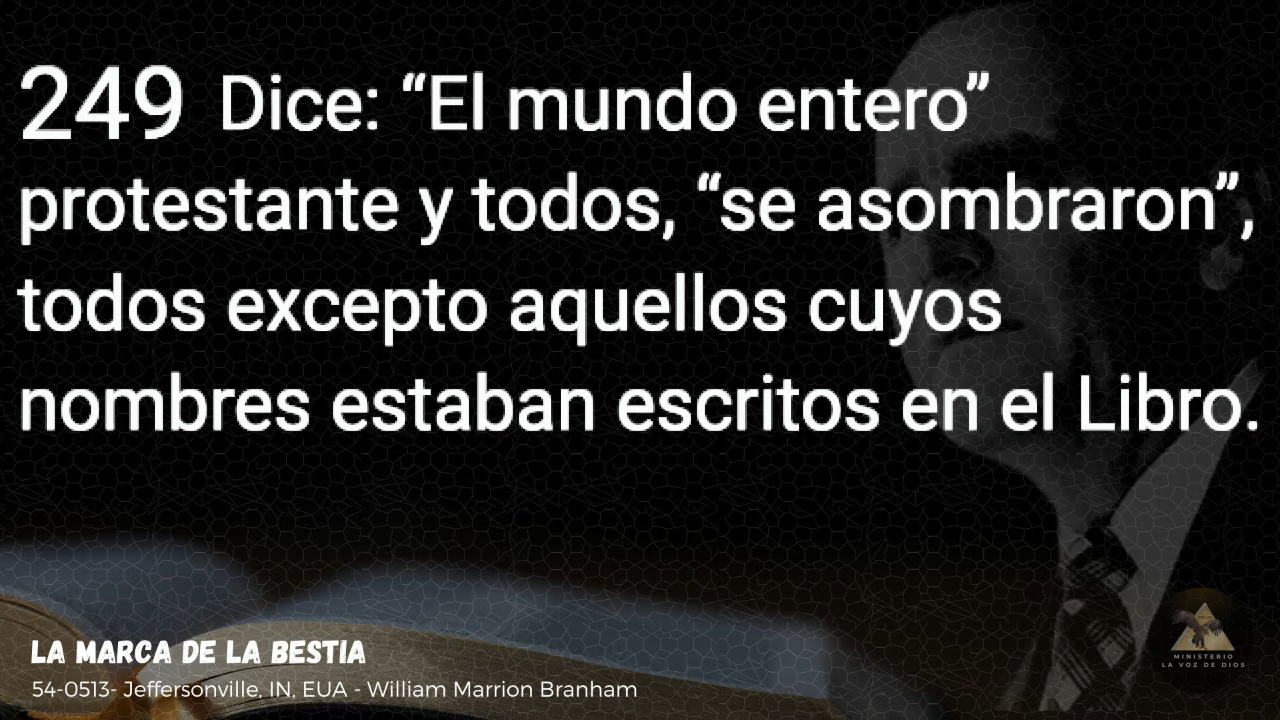 249 Dice: “El mundo entero”
protestante y todos, “se asombraron”,
todos excepto aquellos cuyos
nombres estaban escritos en el Libro.
LA MARCA DE LA BESTIA
54-0513- Jeffersonville, IN, EUA - William Marrion Branham
MINISTERIO
LA VOZ DE DIOS